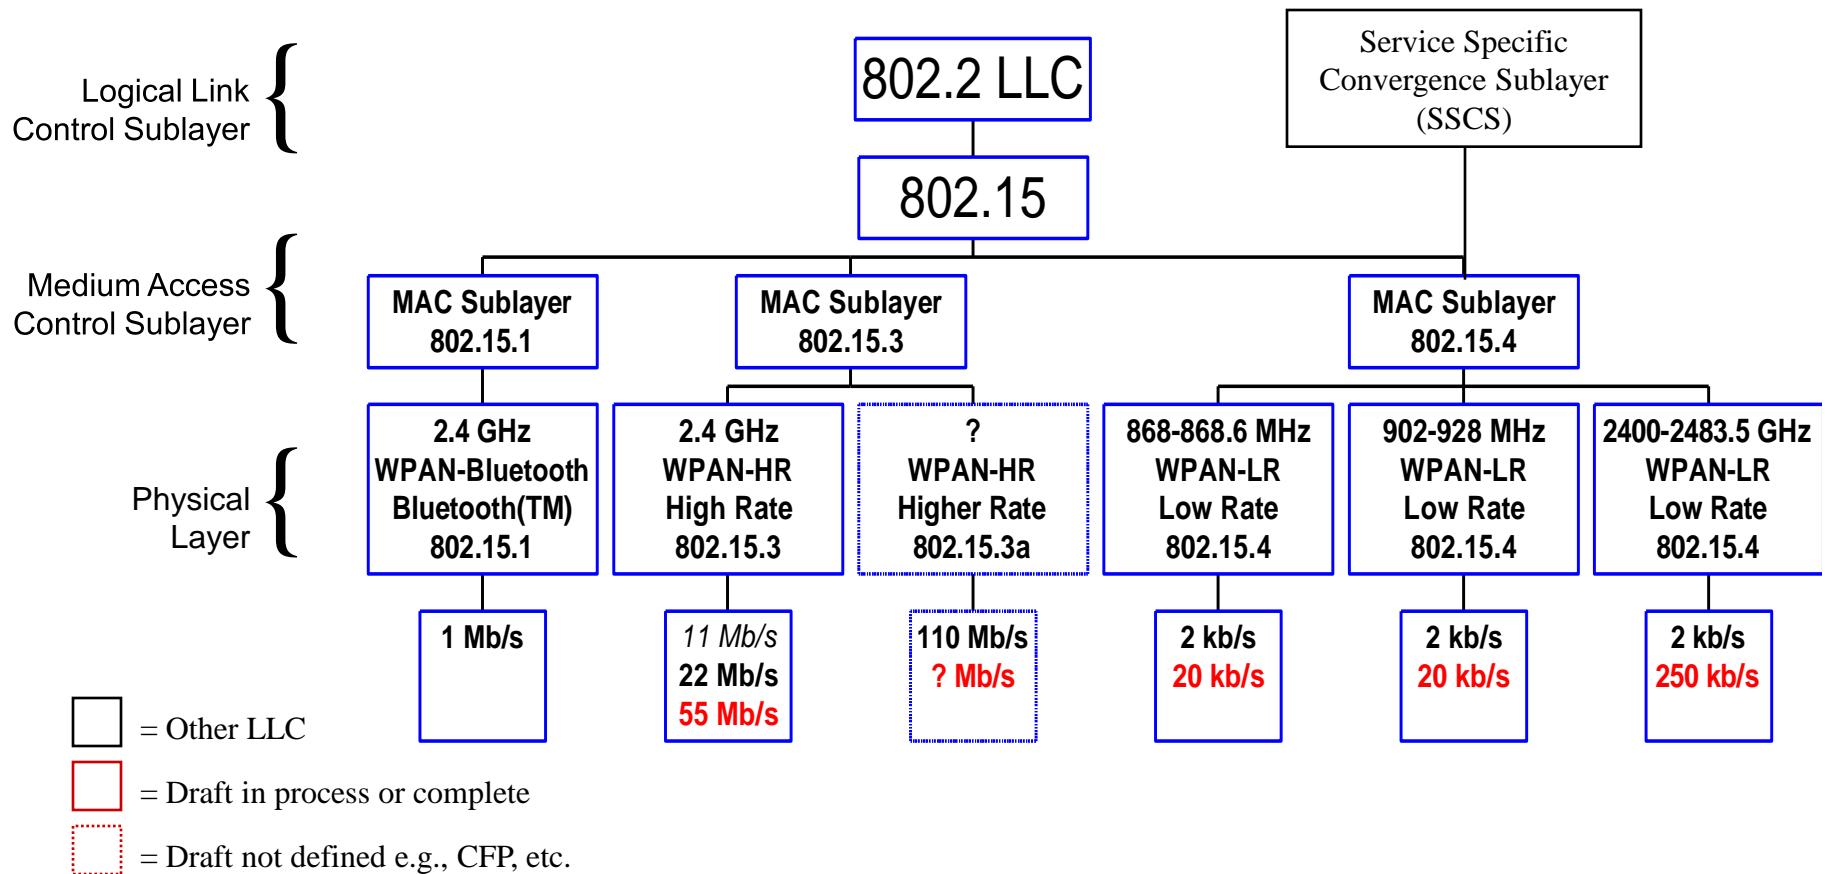 Logical Link
Control Sublayer
802.2 LLC
Service Specific
Convergence Sublayer
(SSCS)
802.15
Medium Access
Control Sublayer
MAC Sublayer
802.15.1
MAC Sublayer
802.15.3
MAC Sublayer
802.15.4
Physical
Layer
2.4 GHz
WPAN-Bluetooth
Bluetooth(TM)
802.15.1
2.4 GHz
WPAN-HR
High Rate
802.15.3
?
WPAN-HR
Higher Rate
802.15.3a
868-868.6 MHz
WPAN-LR
Low Rate
802.15.4
902-928 MHz
WPAN-LR
Low Rate
802.15.4
2400-2483.5 GHz
WPAN-LR
Low Rate
802.15.4
1 Mb/s
11 Mb/s
22 Mb/s
55 Mb/s
110 Mb/s
? Mb/s
2 kb/s
20 kb/s
2 kb/s
20 kb/s
2 kb/s
250 kb/s
= Other LLC
= Draft in process or complete
= Draft not defined e.g., CFP, etc.